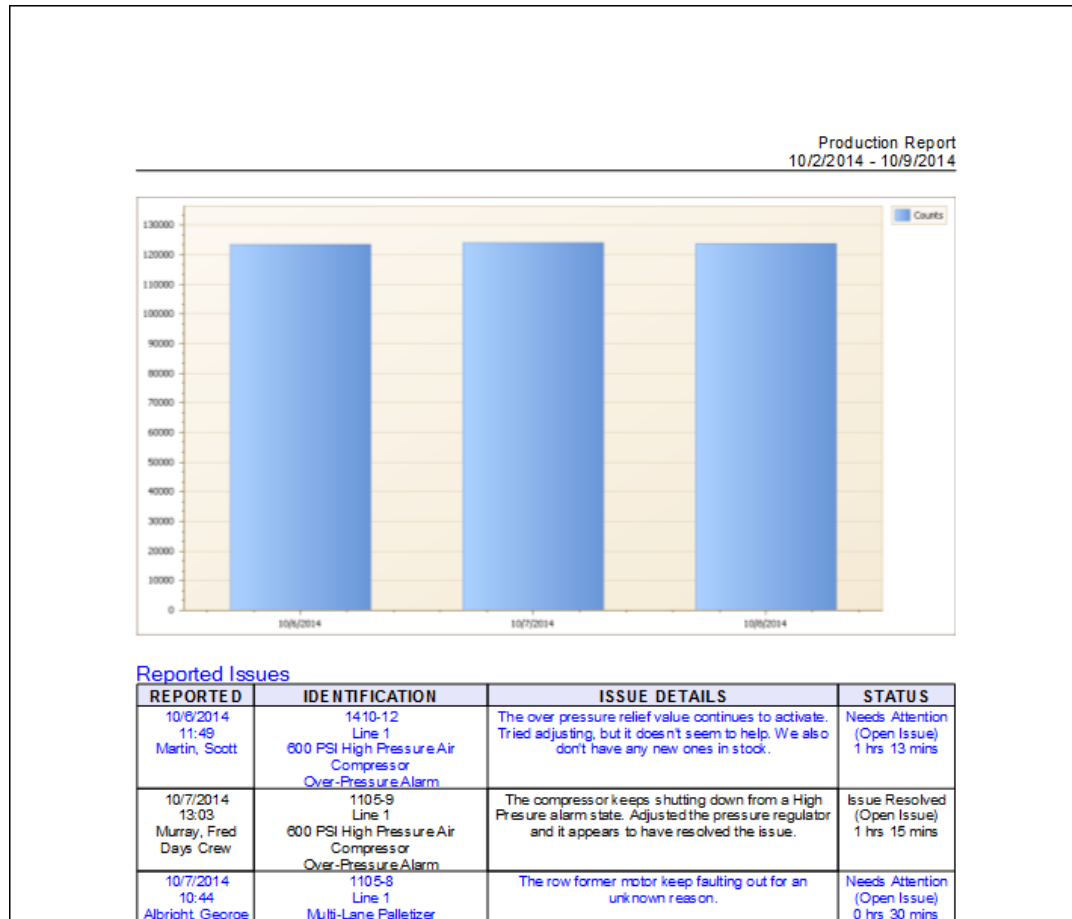 Production Report
10/2/2014 - 10/9/2014
Counts
130000
120000
110000
100000
90000
80000
70000
60000
50000
40000
30000
20000
10000
0
10/6/2014 10/7/2014 10/8/2014
Reported Issues
REPORTED IDENTIFICATION ISSUE DETAILS STATUS
10/6/2014
11:49
Martin, Scott
1410-12
Line 1
600 PSI High Pressure Air
Compressor
Over-Pressure Alarm
The over pressure relief value continues to activate.
Tried adjusting, but it doesn't seem to help. We also
don't have any new ones in stock.
Needs Attention
(Open Issue)
1 hrs 13 mins
10/7/2014
13:03
Murray, Fred
Days Crew
1105-9
Line 1
600 PSI High Pressure Air
Compressor
Over-Pressure Alarm
The compressor keeps shutting down from a High
Presure alarm state. Adjusted the pressure regulator
and it appears to have resolved the issue.
Issue Resolved
(Open Issue)
1 hrs 15 mins
10/7/2014
10:44
Albright, George
1105-8
Line 1
Multi-Lane Palletizer
The row former motor keep faulting out for an
unknown reason.
Needs Attention
(Open Issue)
0 hrs 30 mins